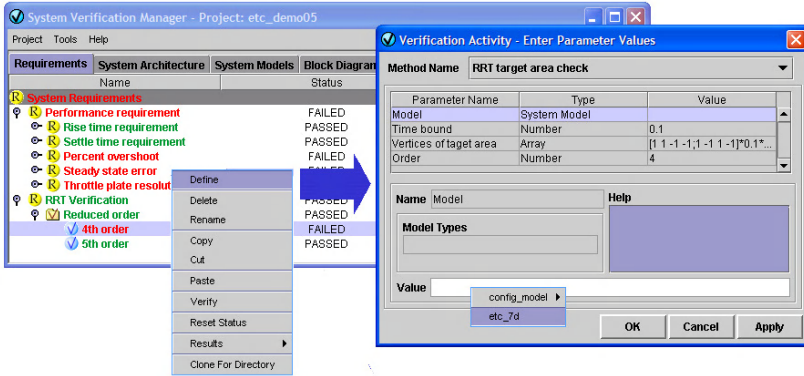 System Verification Manager - Project: etc_demo05
Project Tools Help
Requirements System Architecture System Models Block Diagran
Name Status
R System Requirements
R Performance requirement FAILED
R Rise time requirement PASSED
R Settle time requirement PASSED
R Percent overshoot FAILED
R Steady state error FAILED
R Throttle plate resolut
R RRT Verification PASSED
Reduced order PASSED
4th order FAILED
5th order PASSED
Define
Delete
Rename
Copy
Cut
Paste
Verify
Reset Status
Results
Clone For Directory
Verification Activity - Enter Parameter Values
Method Name RRT target area check
Parameter Name Type Value
Model System Model
Time bound Number 0.1
Vertices of taget area Array [1 1 -1 -1;1 -1 1 -1]*0.1*...
Order Number 4
Name Model Help
Model Types
Value
config_model
etc_7d
OK Cancel Apply